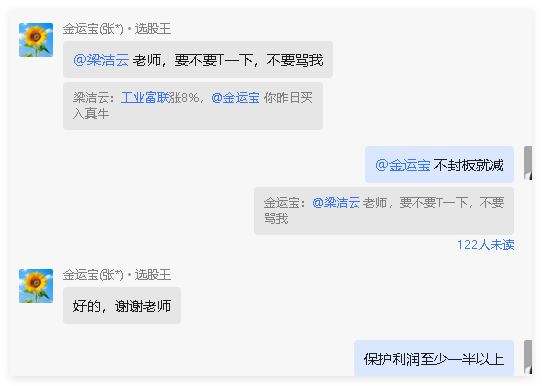 金运宝(张*)·选股王
@梁洁云 老师，要不要T一下，不要骂我
梁洁云：工业富联涨8%，@金运宝 你昨日买
入真牛
@金运宝 不封板就减
金运宝：@梁洁云 老师，要不要T一下，不要
骂我
122人未读
金运宝(张*)·选股王
好的，谢谢老师
保护利润至少一半以上